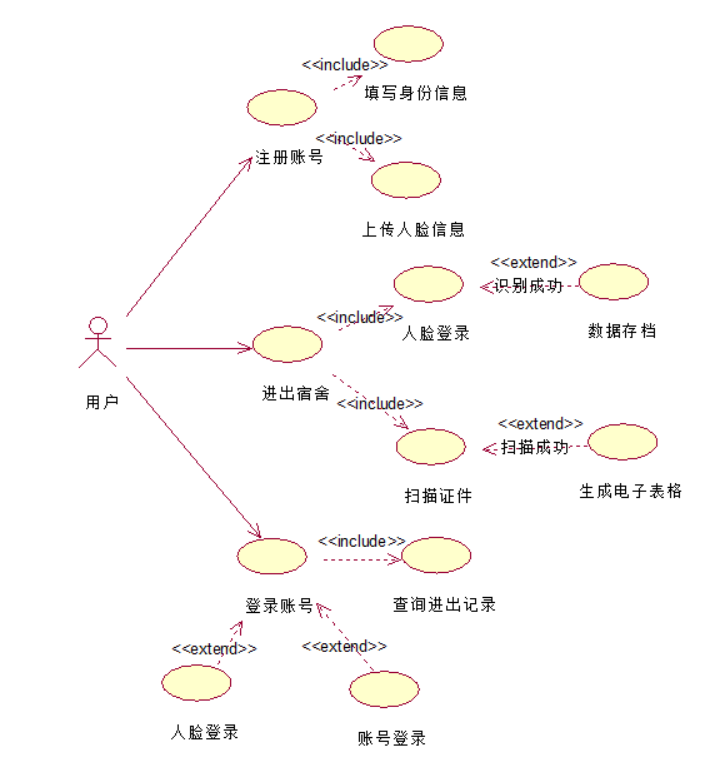 <<include>>
填写身份信息
注册账号
<<include>>
上传人脸信息
<<extend>>
识别成功
<<include>>
人脸登录
数据存档
用户
进出宿舍
<<include>>
<<extend>>
扫描成功
扫描证件
生成电子表格
<<include>>
登录账号
查询进出记录
<<extend>>
<<extend>>
人脸登录
账号登录